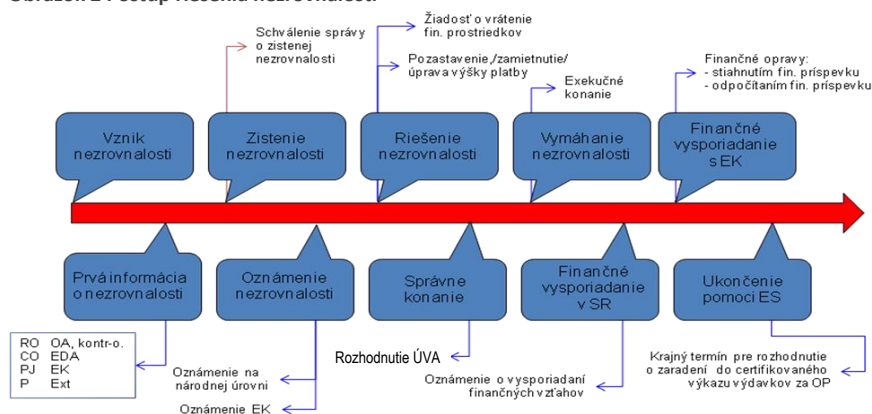 Schválenie správy
o zistenej
nezrovnalosti
Žiadosť o vrátenie
fin. prostriedkov
Pozastavenie,/zamietnutie/
úprava výšky platby
Exekučné
konanie
Finančné opravy:
- stiahnutím fin. príspevku
- odpočítaním fin. príspevku
Vznik
nezrovnalosti
Zistenie
nezrovnalosti
Riešenie
nezrovnalosti
Vymáhanie
nezrovnalosti
Finančné
vysporiadanie
s EK
Prvá informácia
o nezrovnalosti
Oznámenie
nezrovnalosti
Správne
konanie
Finančné
vysporiadanie
v SR
Ukončenie
pomoci ES
RO OA, kontr-o.
CO EDA
PJ EK
P Ext
Oznámenie na
národnej úrovni
Oznámenie EK
Rozhodnutie ÚVA
Oznámenie o vysporiadaní
finančných vzťahov
Krajný termín pre rozhodnutie
o zaradení do certifikovaného
výkazu výdavkov za OP